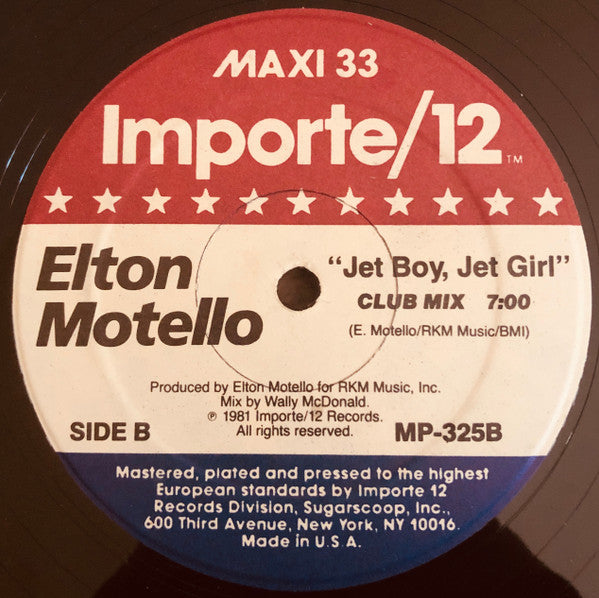 MAXI 33
Importe/12 TM
Elton
Motello
"Jet Boy, Jet Girl"
CLUB MIX 7:00
(E. Motello/RKM Music/BMI)
Produced by Elton Motello for RKM Music, Inc.
Mix by Wally McDonald.
℗ 1981 Importe/12 Records.
All rights reserved.
SIDE B
MP-325B
Mastered, plated and pressed to the highest
European standards by Importe 12
Records Division, Sugarscoop, Inc.,
600 Third Avenue, New York, NY 10016.
Made in U.S.A.